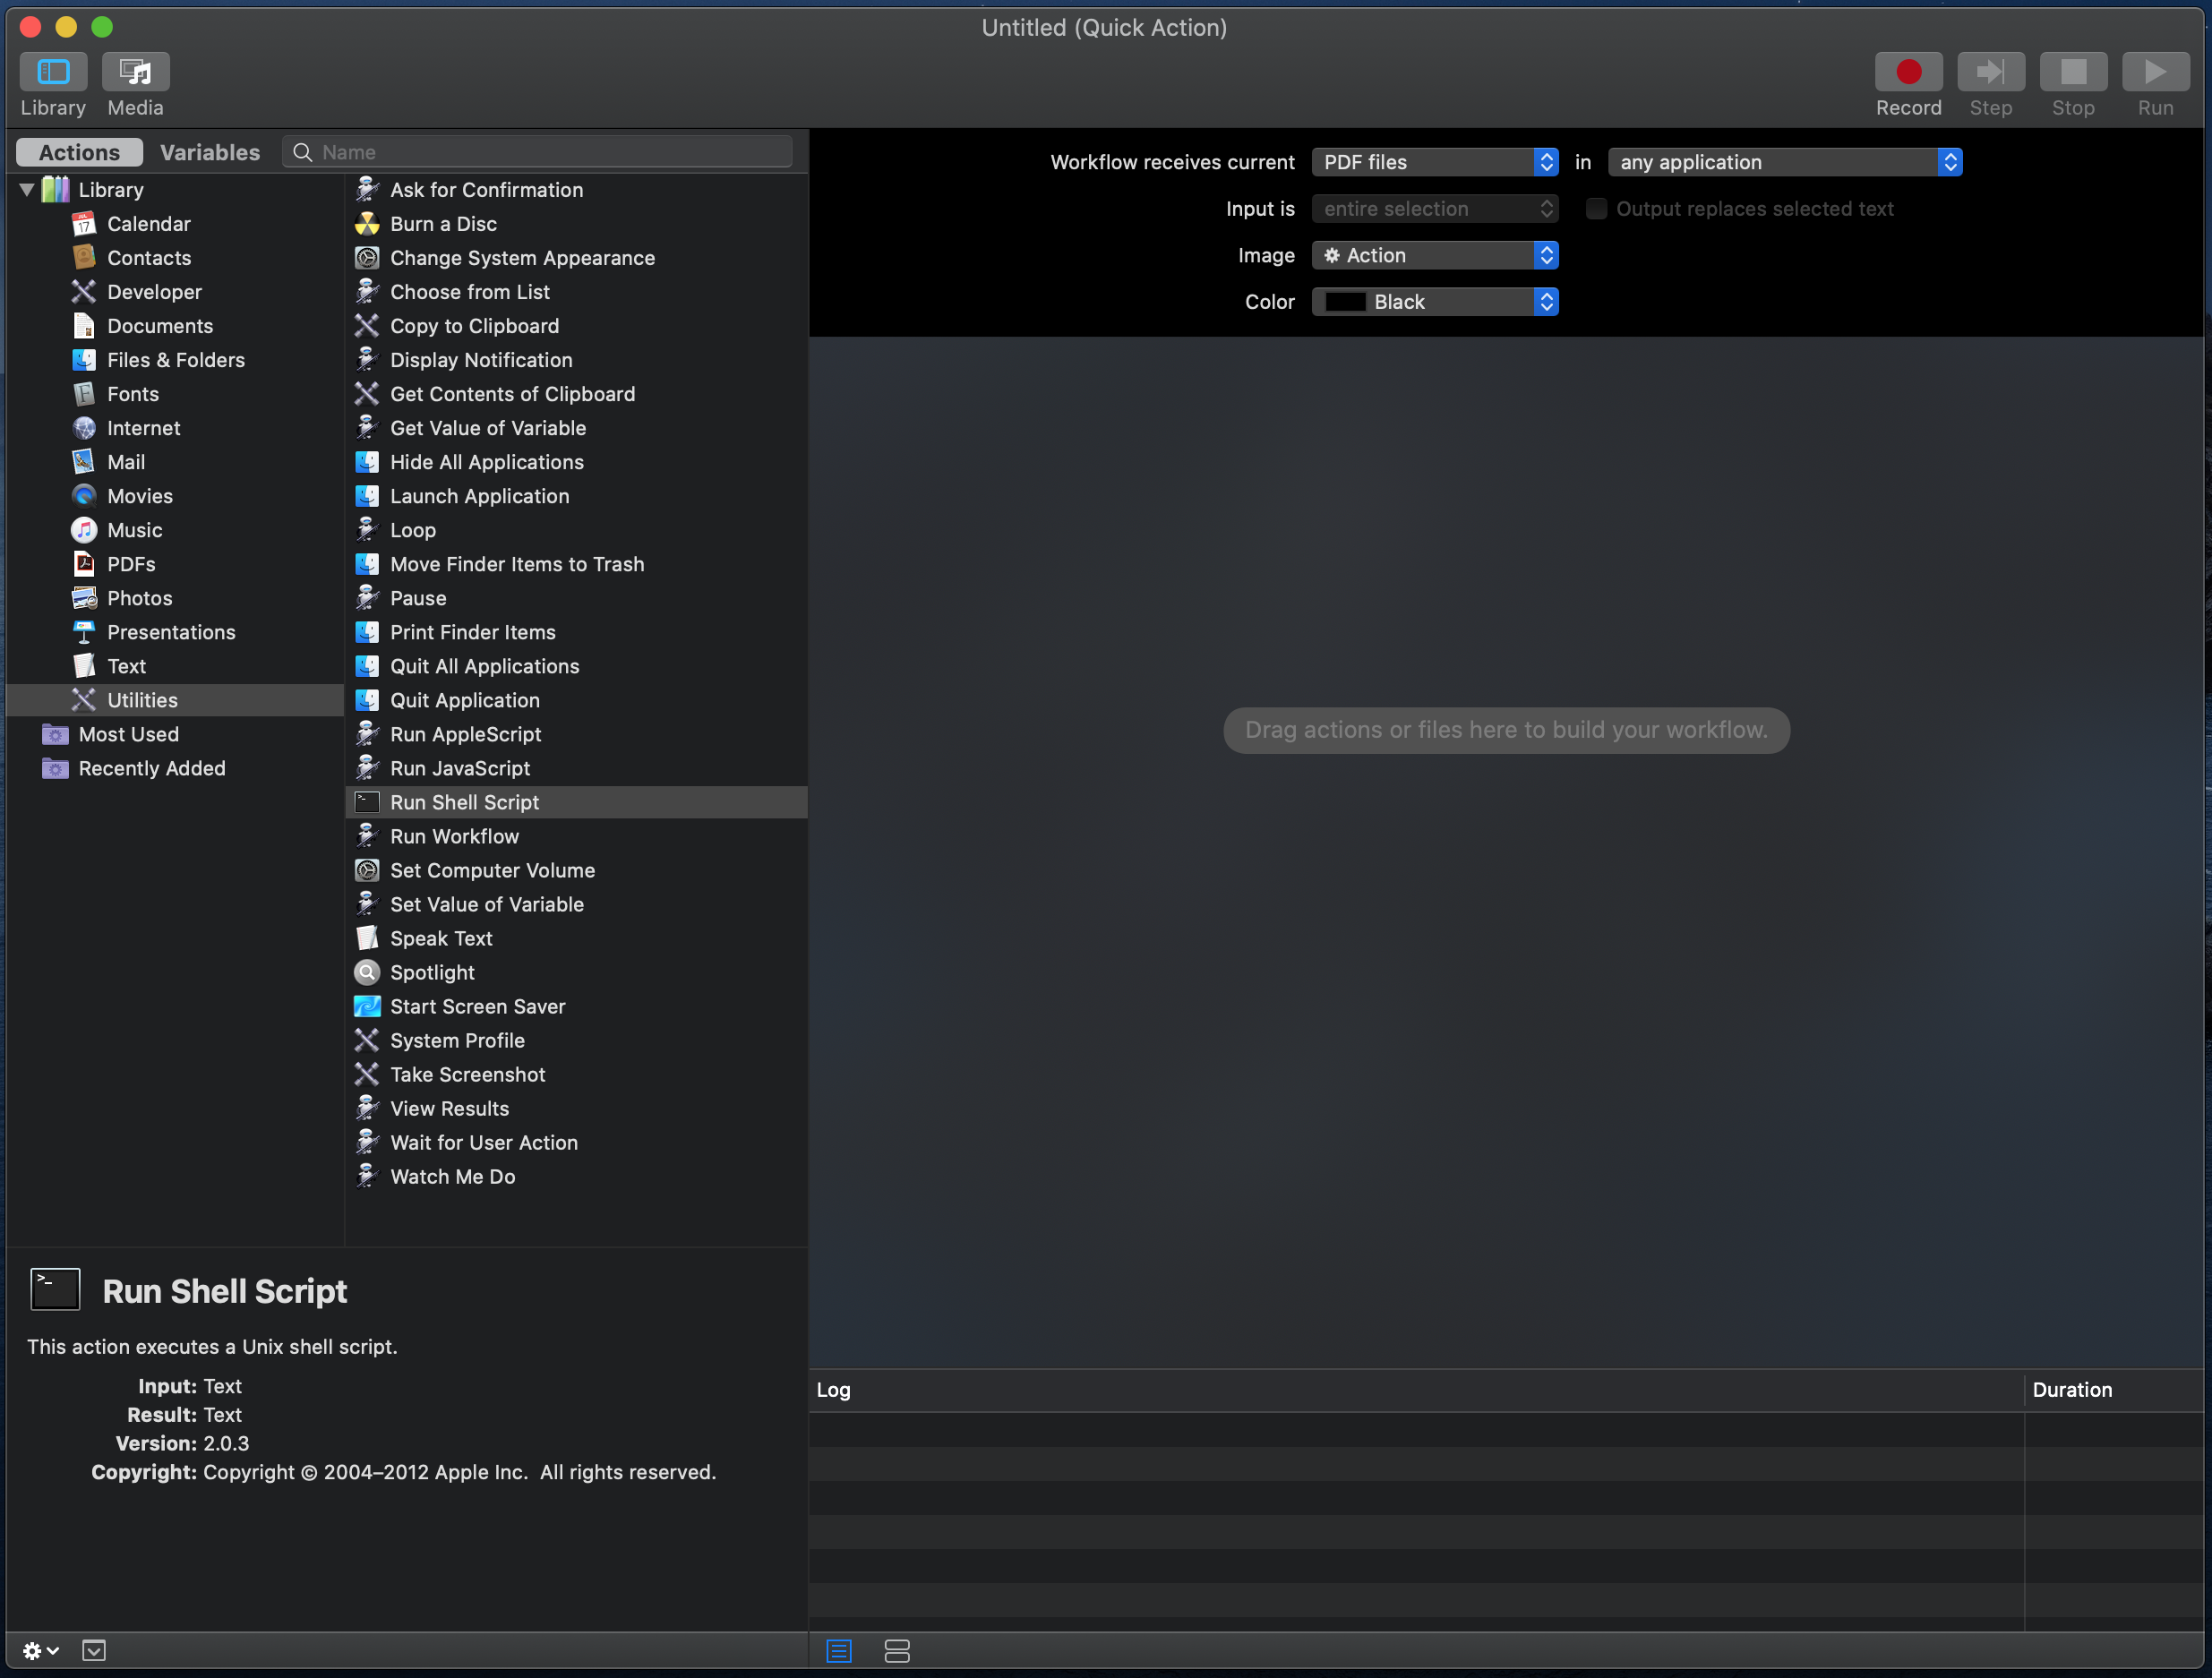 Untitled (Quick Action)
Library
Media
Record
Step
Stop
Run
Actions
Variables
Name
Library
Calendar
Contacts
Developer
Documents
Files & Folders
Fonts
Internet
Mail
Movies
Music
PDFs
Photos
Presentations
Text
Utilities
Most Used
Recently Added
Ask for Confirmation
Burn a Disc
Change System Appearance
Choose from List
Copy to Clipboard
Display Notification
Get Contents of Clipboard
Get Value of Variable
Hide All Applications
Launch Application
Loop
Move Finder Items to Trash
Pause
Print Finder Items
Quit All Applications
Quit Application
Run AppleScript
Run JavaScript
Run Shell Script
Run Workflow
Set Computer Volume
Set Value of Variable
Speak Text
Spotlight
Start Screen Saver
System Profile
Take Screenshot
View Results
Wait for User Action
Watch Me Do
Workflow receives current PDF files in any application
Input is entire selection Output replaces selected text
Image Action
Color Black
Drag actions or files here to build your workflow.
Run Shell Script
This action executes a Unix shell script.
Input: Text
Result: Text
Version: 2.0.3
Copyright: Copyright © 2004–2012 Apple Inc. All rights reserved.
Log
Duration